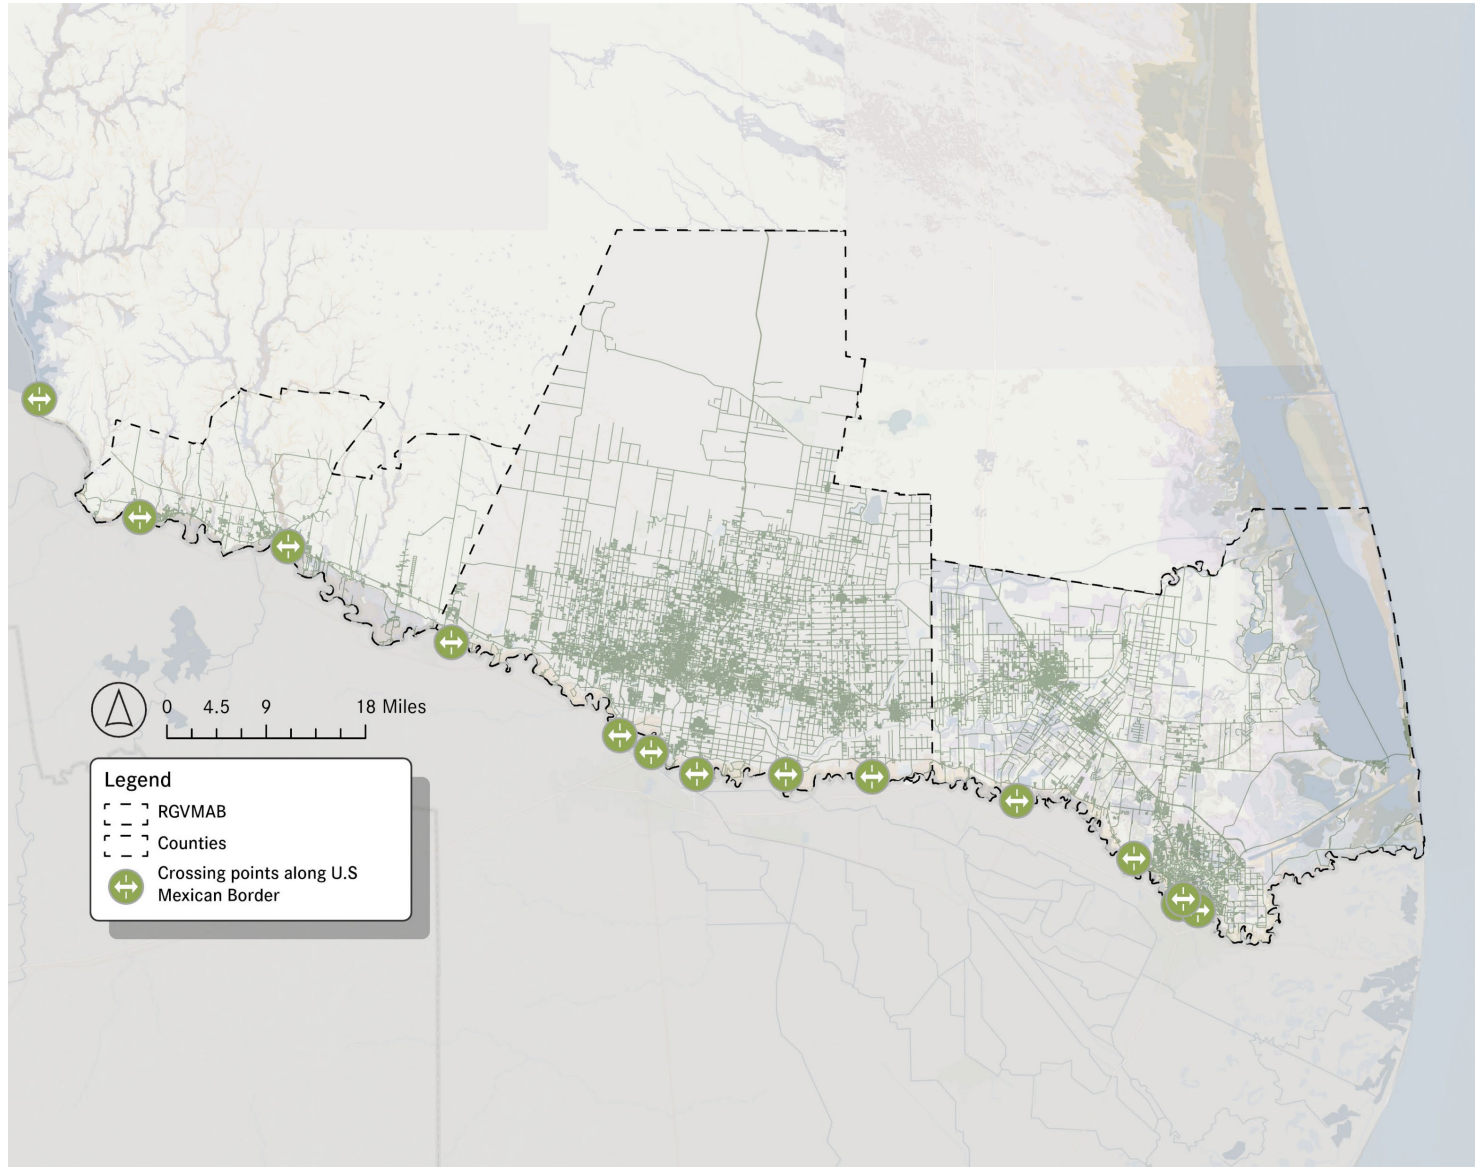 0 4.5 9 18 Miles
Legend
RGVMAB
Counties
Crossing points along U.S
Mexican Border